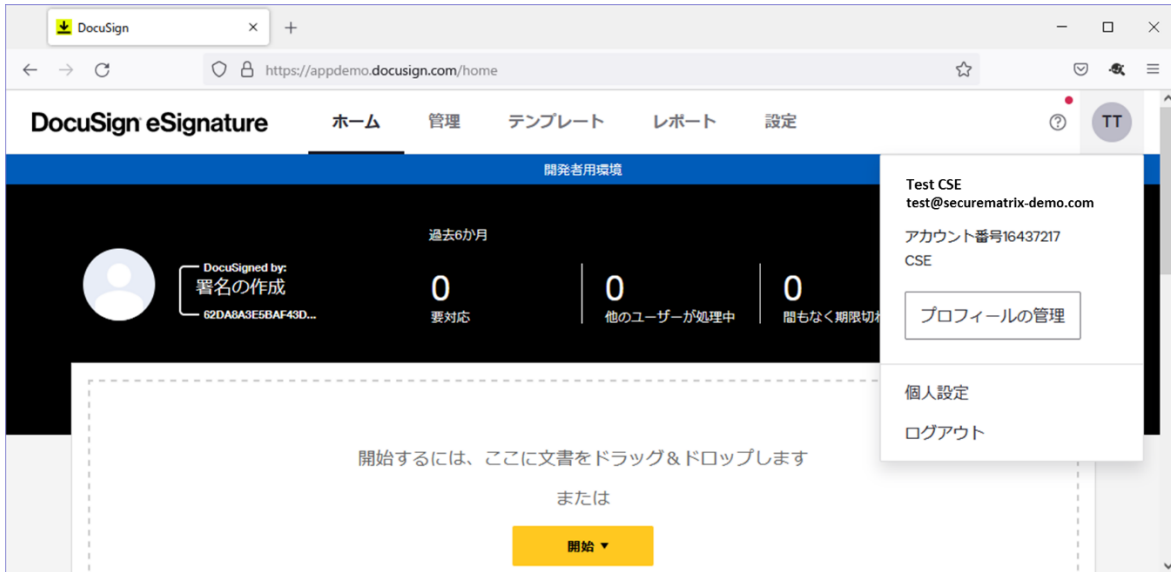 DocuSign
https://appdemo.docusign.com/home
DocuSign eSignature
ホーム 管理 テンプレート レポート 設定
TT
開発者用環境
Test CSE
test@securematrix-demo.com
アカウント番号16437217
CSE
プロフィールの管理
個人設定
ログアウト
過去6か月
DocuSigned by:
署名の作成
62DA8A3E5BAF43D...
0
要対応
0
他のユーザーが処理中
0
間もなく期限切れ
開始するには、ここに文書をドラッグ＆ドロップします
または
開始